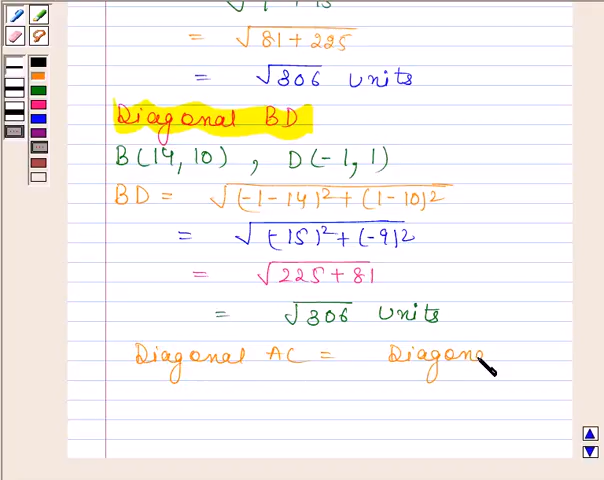 = √81 + 225
= √306 Units
Diagonal BD
B(14, 10) , D(-1, 1)
BD = √(-1-14)² + (1-10)²
= √(-15)² + (-9)²
= √225 + 81
= √306 Units
Diagonal AC = Diagona